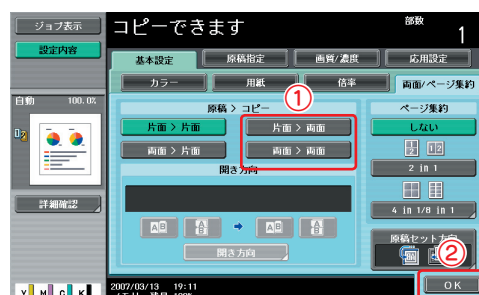 ジョブ表示
コピーできます
部数
1
設定内容
基本設定
原稿指定
画質/濃度
応用設定
カラー
用紙
倍率
両面/ページ集約
自動 100.0%
原稿 > コピー
①
ページ集約
片面 > 片面
片面 > 両面
しない
両面 > 片面
両面 > 両面
2 in 1
開き方向
4 in 1/8 in 1
詳細確認
AB
AB
開き方向
原稿セット方向
②
OK
2007/03/13 19:11
Y M C K